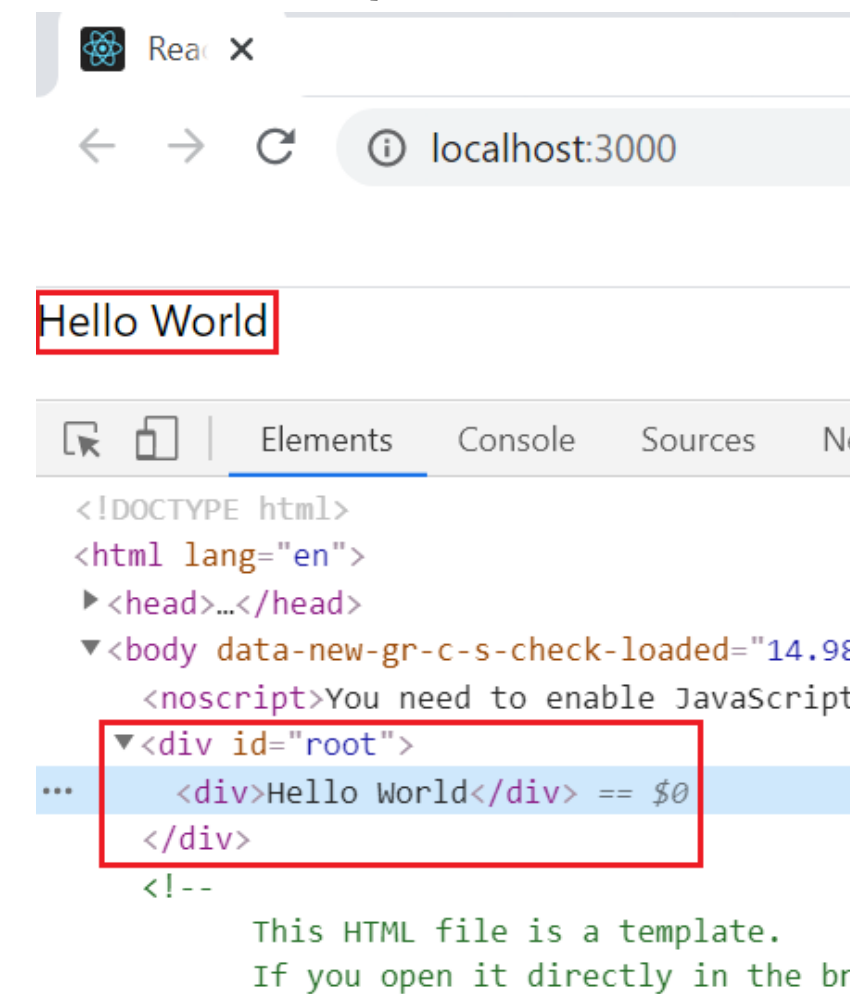 Rea
localhost:3000
Hello World
Elements Console Sources
<!DOCTYPE html>
<html lang="en">
<head>…</head>
<body data-new-gr-c-s-check-loaded="14.98
<noscript>You need to enable JavaScript
<div id="root">
<div>Hello World</div> == $0
</div>
<!--
This HTML file is a template.
If you open it directly in the br